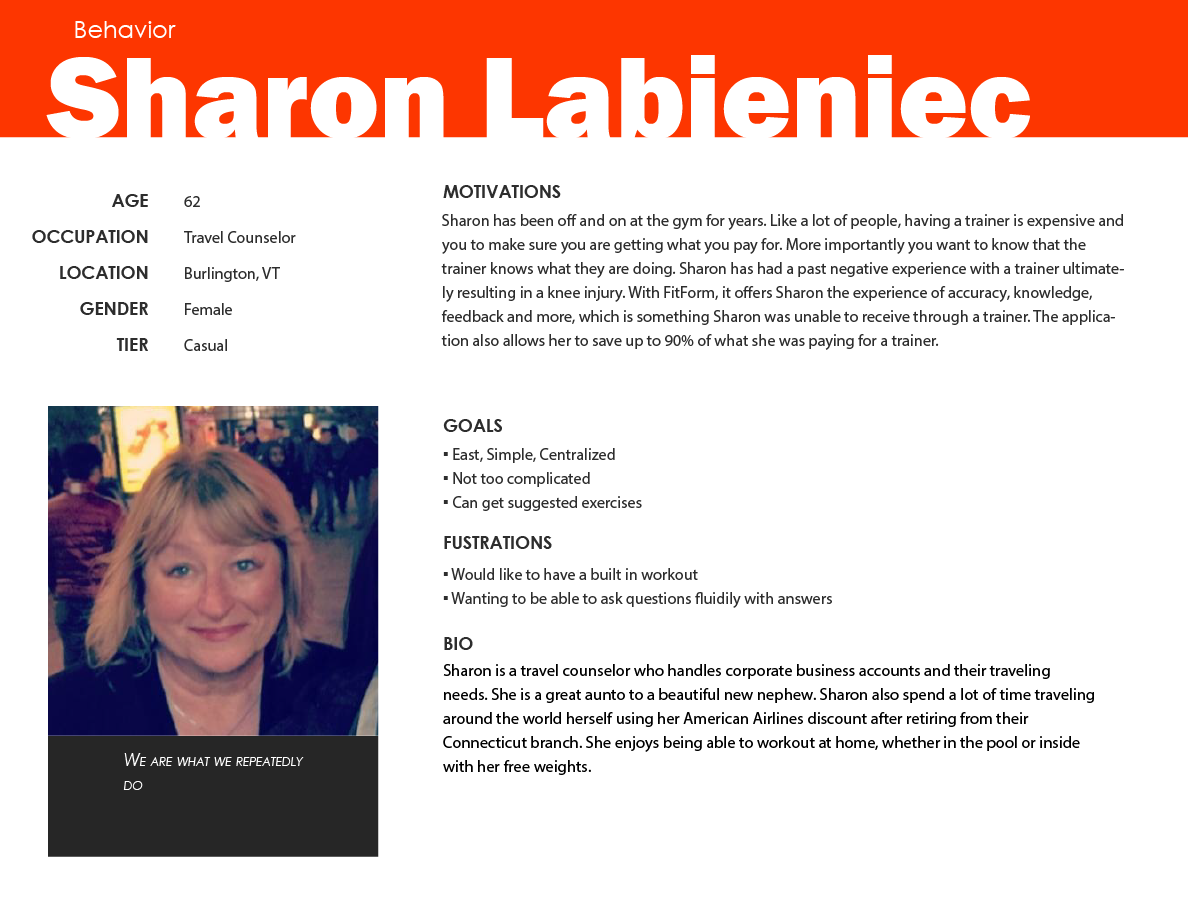 Behavior
Sharon Labieniec
AGE 62
OCCUPATION Travel Counselor
LOCATION Burlington, VT
GENDER Female
TIER Casual
MOTIVATIONS
Sharon has been off and on at the gym for years. Like a lot of people, having a trainer is expensive and
you to make sure you are getting what you pay for. More importantly you want to know that the
trainer knows what they are doing. Sharon has had a past negative experience with a trainer ultimate-
ly resulting in a knee injury. With FitForm, it offers Sharon the experience of accuracy, knowledge,
feedback and more, which is something Sharon was unable to receive through a trainer. The applica-
tion also allows her to save up to 90% of what she was paying for a trainer.
GOALS
▪ East, Simple, Centralized
▪ Not too complicated
▪ Can get suggested exercises
FUSTRATIONS
▪ Would like to have a built in workout
▪ Wanting to be able to ask questions fluidily with answers
BIO
Sharon is a travel counselor who handles corporate business accounts and their traveling
needs. She is a great aunto to a beautiful new nephew. Sharon also spend a lot of time traveling
around the world herself using her American Airlines discount after retiring from their
Connecticut branch. She enjoys being able to workout at home, whether in the pool or inside
with her free weights.
We are what we repeatedly
do